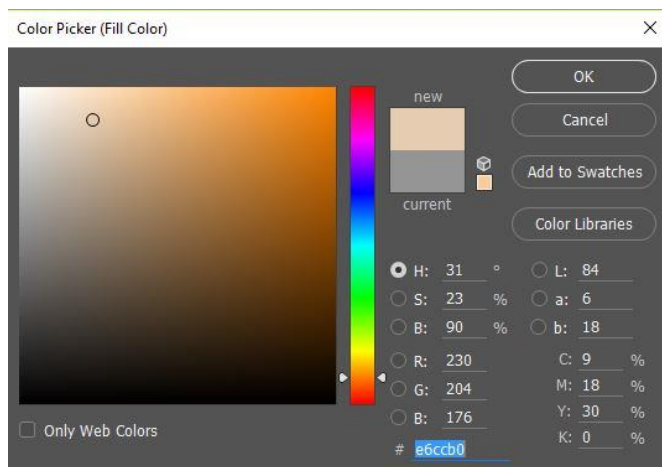 Color Picker (Fill Color)
OK
new
Cancel
Add to Swatches
current
Color Libraries
H: 31 °
L: 84
S: 23 %
a: 6
B: 90 %
b: 18
R: 230
C: 9 %
G: 204
M: 18 %
B: 176
Y: 30 %
Only Web Colors
# e6ccb0
K: 0 %